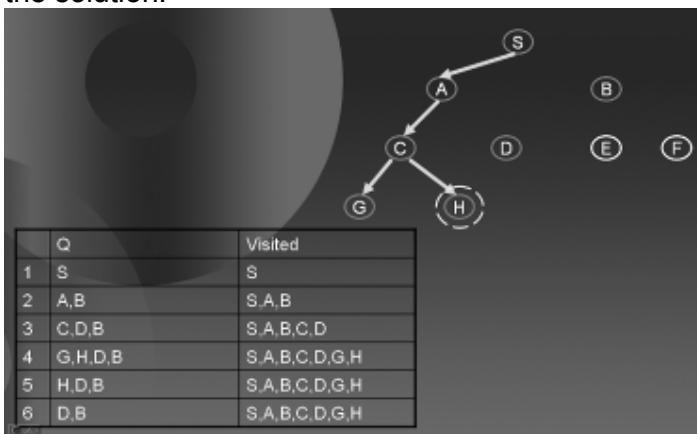 the solution.
S
A
B
C
D
E
F
G
H
Q Visited
1 S S
2 A,B S,A,B
3 C,D,B S,A,B,C,D
4 G,H,D,B S,A,B,C,D,G,H
5 H,D,B S,A,B,C,D,G,H
6 D,B S,A,B,C,D,G,H